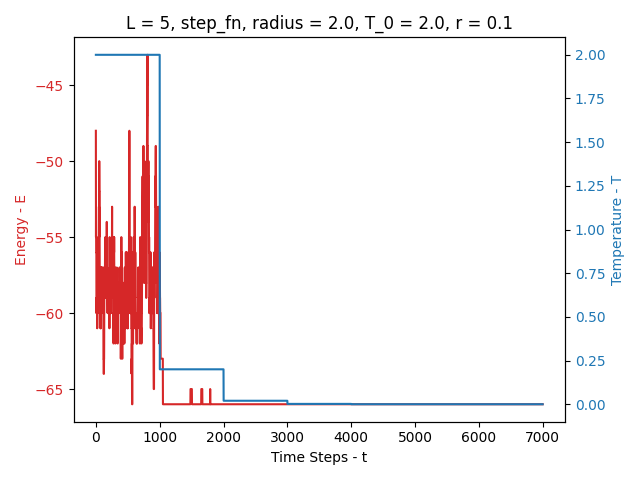 L = 5, step_fn, radius = 2.0, T_0 = 2.0, r = 0.1
Energy - E
−45
−50
−55
−60
−65
2.00
1.75
1.50
1.25
1.00
0.75
0.50
0.25
0.00
Temperature - T
0 1000 2000 3000 4000 5000 6000 7000
Time Steps - t